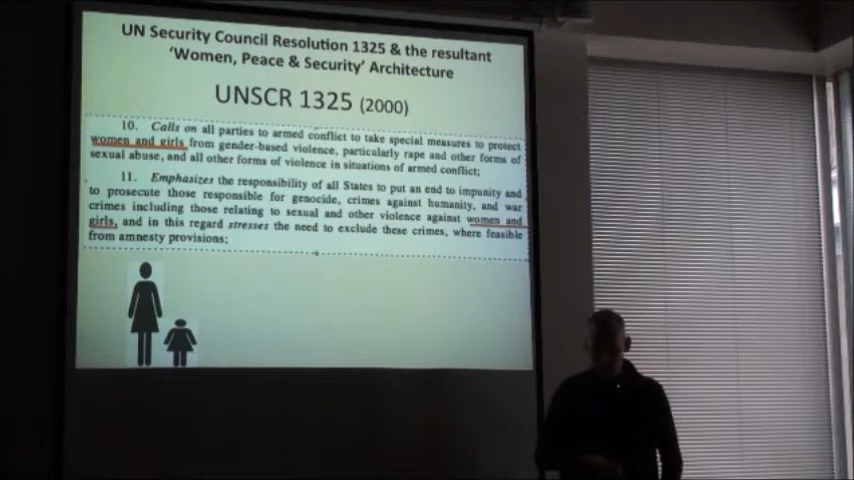 UN Security Council Resolution 1325 & the resultant
'Women, Peace & Security' Architecture
UNSCR 1325 (2000)
10. Calls on all parties to armed conflict to take special measures to protect
women and girls from gender-based violence, particularly rape and other forms of
sexual abuse, and all other forms of violence in situations of armed conflict;
11. Emphasizes the responsibility of all States to put an end to impunity and
to prosecute those responsible for genocide, crimes against humanity, and war
crimes including those relating to sexual and other violence against women and
girls, and in this regard stresses the need to exclude these crimes, where feasible
from amnesty provisions;